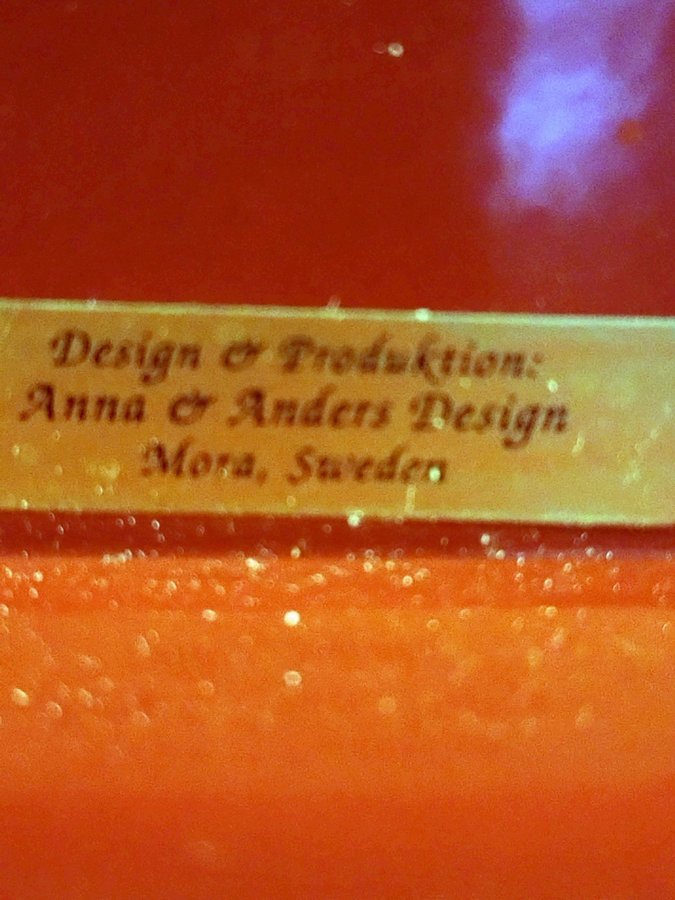 Design & Produktion:
Anna & Anders Design
Mora, Sweden